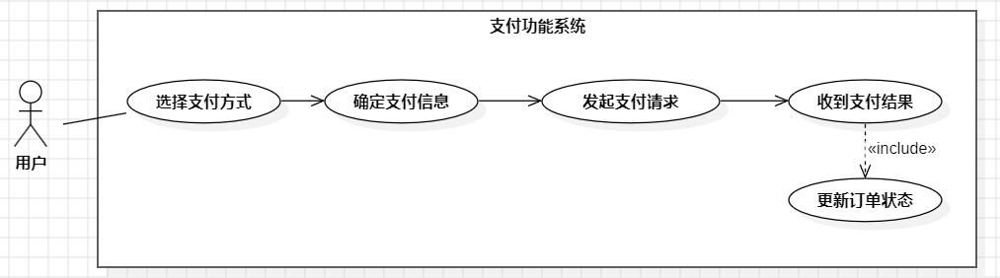 支付功能系统
选择支付方式
确定支付信息
发起支付请求
收到支付结果
用户
«include»
更新订单状态